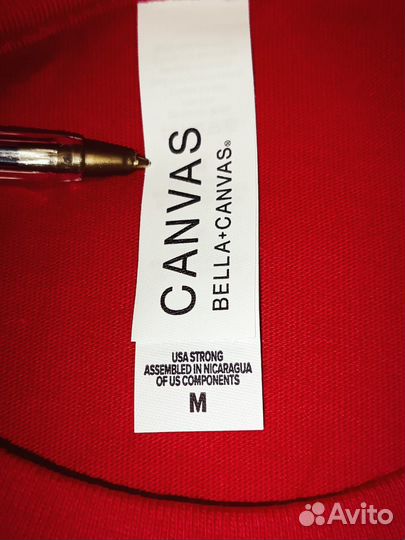 CANVAS
BELLA+CANVAS®
USA STRONG
ASSEMBLED IN NICARAGUA
OF US COMPONENTS
M
Avito